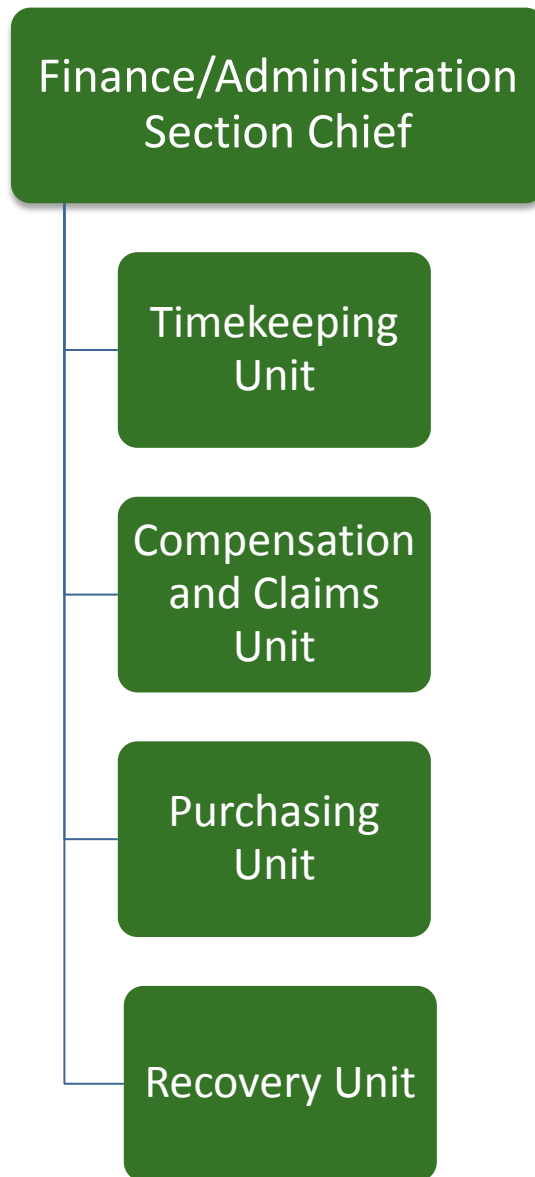 Finance/Administration
Section Chief
Timekeeping
Unit
Compensation
and Claims
Unit
Purchasing
Unit
Recovery Unit